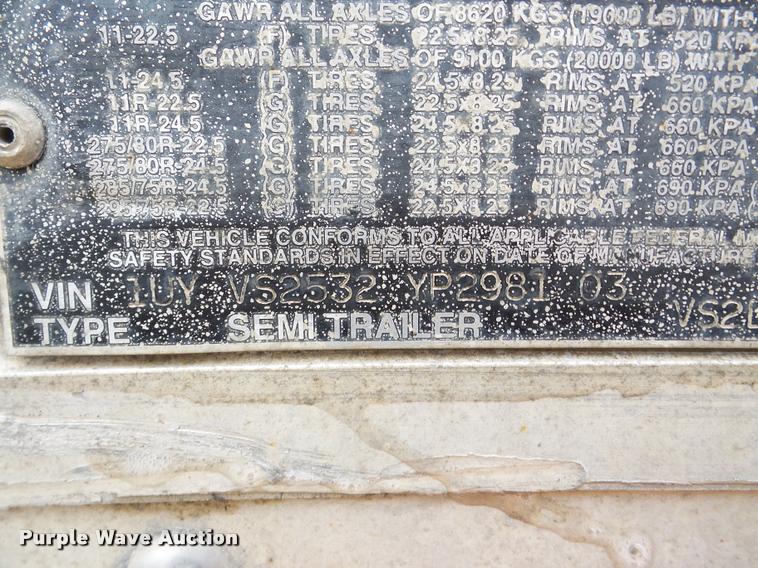 GAWR ALL AXLES OF 8620 KGS (19000 LB) WITH
11-22.5 (F) TIRES, 22.5x8.25 RIMS, AT 520 KPA
GAWR ALL AXLES OF 9100 KGS (20000 LB) WITH
11-24.5 (F) TIRES, 24.5x8.25 RIMS AT 520 KPA
11R-22.5 (G) TIRES, 22.5x8.25 RIMS, AT 660 KPA
11R-24.5 (G) TIRES, 24.5x8.25 RIMS, AT 660 KPA
275/80R-22.5 (G) TIRES, 22.5x8.25 RIMS, AT 660 KPA
275/80R-24.5 (G) TIRES, 24.5x8.25 RIMS, AT 660 KPA
285/75R-24.5 (G) TIRES, 24.5x8.25 RIMS, AT 690 KPA (
(G) TIRES, 22.5x8.25 RIMS, AT 690 KPA
THIS VEHICLE CONFORMS TO ALL APPLICABLE FEDERAL
SAFETY STANDARDS IN EFFECT ON DATE OF MANUFACTURE
VIN 1UY VS2532 YP2981 03
TYPE SEMI TRAILER VS2
Purple Wave Auction